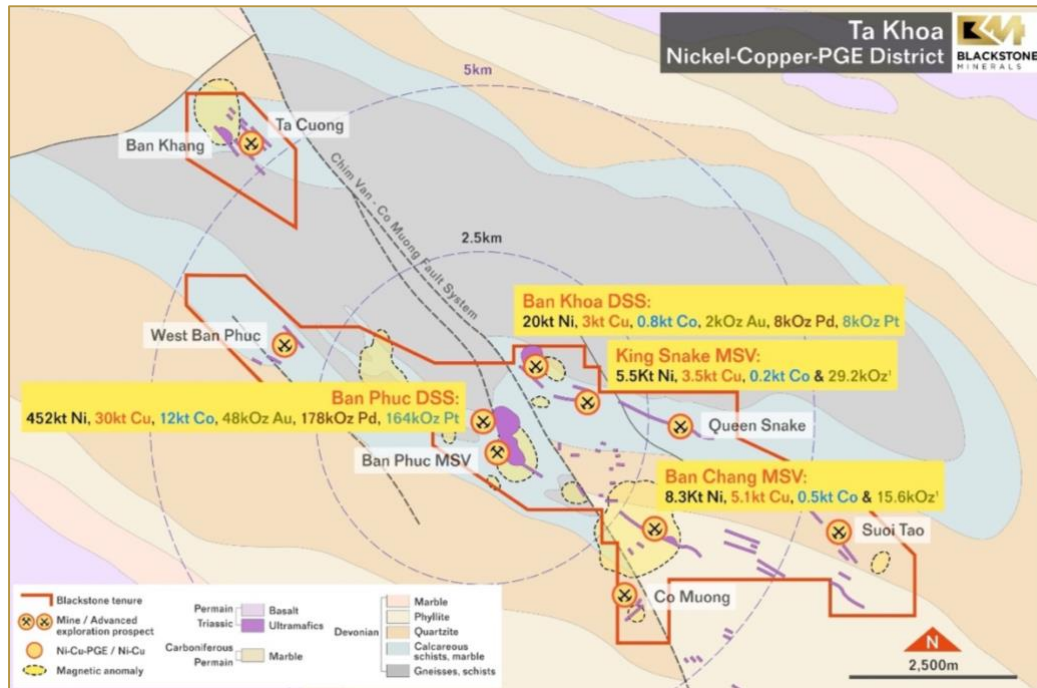 Ta Khoa
Nickel-Copper-PGE District
BLACKSTONE
MINERALS
5km
Ta Cuong
Ban Khang
Chim Van - Co Muong Fault System
2.5km
Ban Khoa DSS:
20kt Ni, 3kt Cu, 0.8kt Co, 2kOz Au, 8kOz Pd, 8kOz Pt
West Ban Phuc
King Snake MSV:
5.5Kt Ni, 3.5kt Cu, 0.2kt Co & 29.2kOz¹
Ban Phuc DSS:
452kt Ni, 30kt Cu, 12kt Co, 48kOz Au, 178kOz Pd, 164kOz Pt
Queen Snake
Ban Phuc MSV
Ban Chang MSV:
8.3Kt Ni, 5.1kt Cu, 0.5kt Co & 15.6kOz¹
Suoi Tao
Co Muong
Blackstone tenure
Mine / Advanced
exploration prospect
Ni-Cu-PGE / Ni-Cu
Magnetic anomaly
Permain
Triassic
Basalt
Ultramafics
Carboniferous
Permain
Marble
Devonian
Marble
Phyllite
Quartzite
Calcareous
schists, marble
Gneisses, schists
N
2,500m